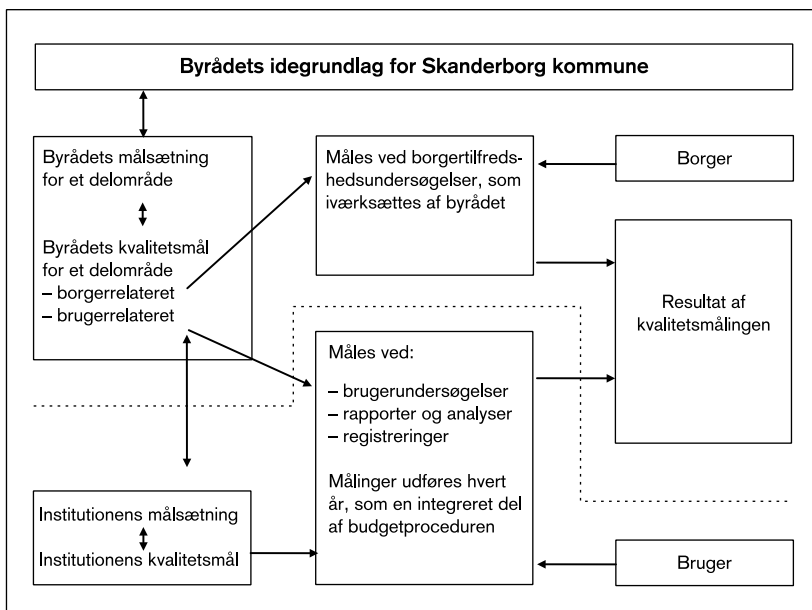 Byrådets idegrundlag for Skanderborg kommune
Byrådets målsætning
for et delområde
Byrådets kvalitetsmål
for et delområde
– borgerrelateret
– brugerrelateret
Måles ved borgertilfreds-
hedsundersøgelser, som
iværksættes af byrådet
Borger
Resultat af
kvalitetsmålingen
Måles ved:
– brugerundersøgelser
– rapporter og analyser
– registreringer
Målinger udføres hvert
år, som en integreret del
af budgetproceduren
Institutionens målsætning
Institutionens kvalitetsmål
Bruger